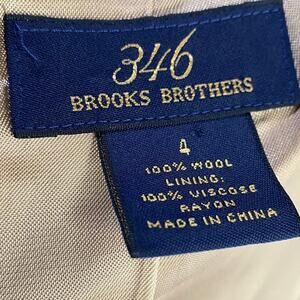 346
BROOKS BROTHERS
4
100% WOOL
LINING:
100% VISCOSE
RAYON
MADE IN CHINA